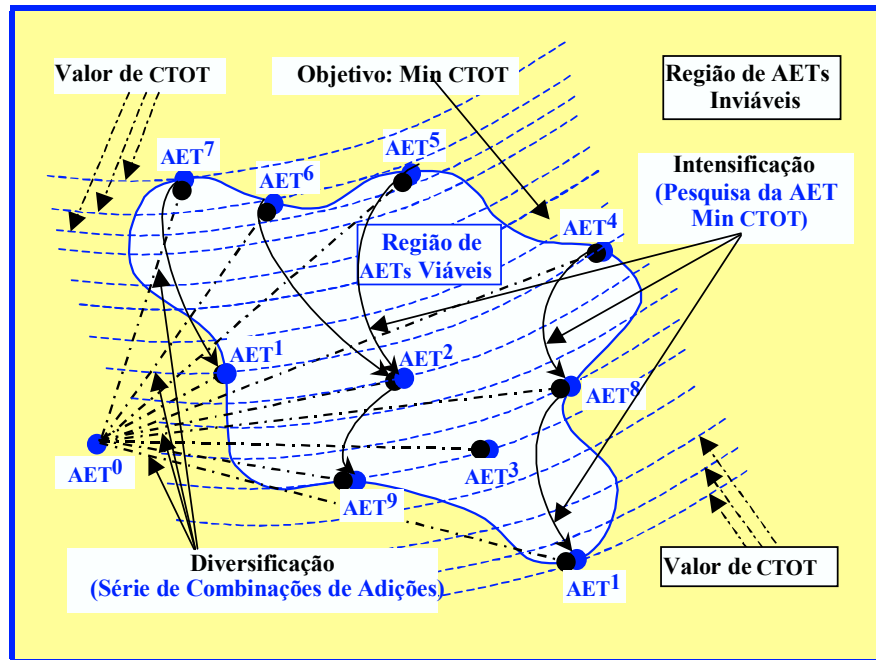 Valor de CTOT
Objetivo: Min CTOT
Região de AETs
Inviáveis
AET7
AET6
AET5
Intensificação
(Pesquisa da AET
Min CTOT)
AET4
Região de
AETs Viáveis
AET1
AET2
AET8
AET0
AET3
AET9
Diversificação
(Série de Combinações de Adições)
AET1
Valor de CTOT